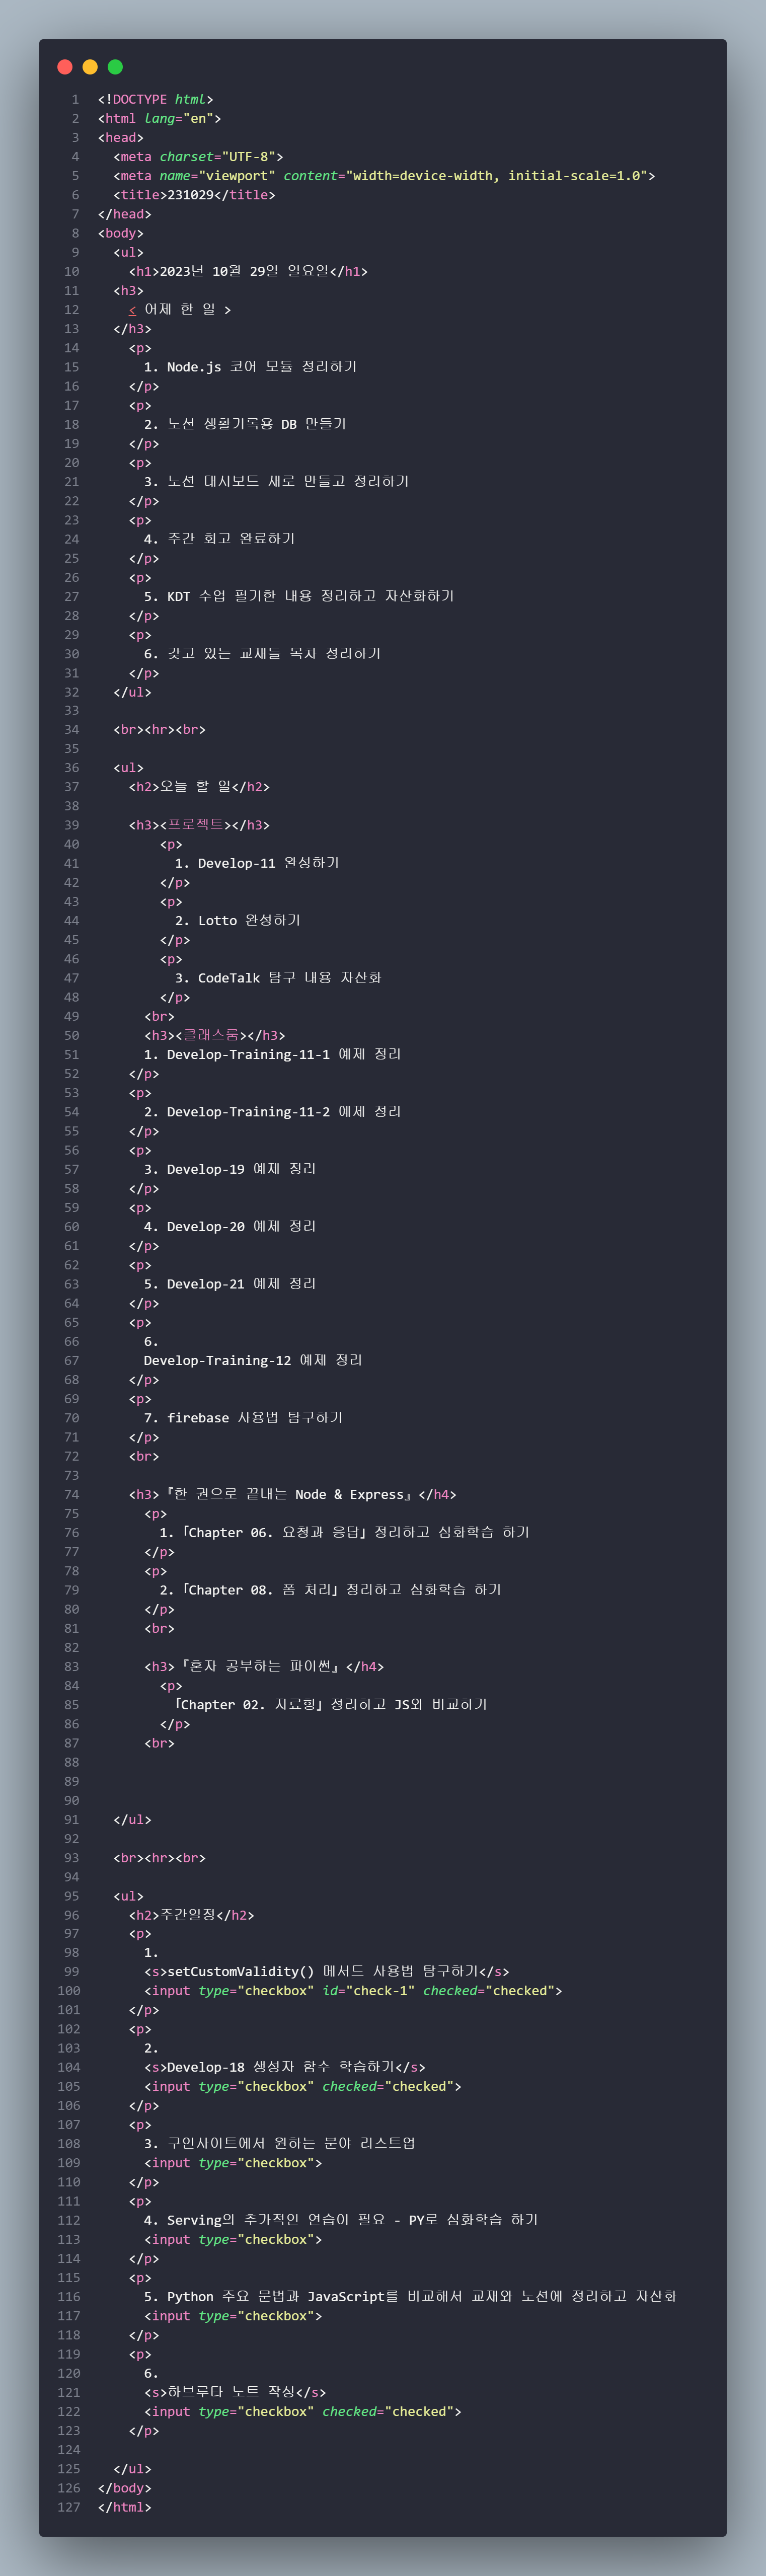 1 <!DOCTYPE html>
2 <html lang="en">
3 <head>
4 <meta charset="UTF-8">
5 <meta name="viewport" content="width=device-width, initial-scale=1.0">
6 <title>231029</title>
7 </head>
8 <body>
9 <ul>
10 <h1>2023년 10월 29일 일요일</h1>
11 <h3>
12 < 어제 한 일 >
13 </h3>
14 <p>
15 1. Node.js 코어 모듈 정리하기
16 </p>
17 <p>
18 2. 노션 생활기록용 DB 만들기
19 </p>
20 <p>
21 3. 노션 대시보드 새로 만들고 정리하기
22 </p>
23 <p>
24 4. 주간 회고 완료하기
25 </p>
26 <p>
27 5. KDT 수업 필기한 내용 정리하고 자산화하기
28 </p>
29 <p>
30 6. 갖고 있는 교재들 목차 정리하기
31 </p>
32 </ul>
33
34 <br><hr><br>
35
36 <ul>
37 <h2>오늘 할 일</h2>
38
39 <h3><프로젝트></h3>
40 <p>
41 1. Develop-11 완성하기
42 </p>
43 <p>
44 2. Lotto 완성하기
45 </p>
46 <p>
47 3. CodeTalk 탐구 내용 자산화
48 </p>
49 <br>
50 <h3><클래스룸></h3>
51 1. Develop-Training-11-1 예제 정리
52 </p>
53 <p>
54 2. Develop-Training-11-2 예제 정리
55 </p>
56 <p>
57 3. Develop-19 예제 정리
58 </p>
59 <p>
60 4. Develop-20 예제 정리
61 </p>
62 <p>
63 5. Develop-21 예제 정리
64 </p>
65 <p>
66 6.
67 Develop-Training-12 예제 정리
68 </p>
69 <p>
70 7. firebase 사용법 탐구하기
71 </p>
72 <br>
73
74 <h3>『한 권으로 끝내는 Node & Express』</h4>
75 <p>
76 1.「Chapter 06. 요청과 응답」정리하고 심화학습 하기
77 </p>
78 <p>
79 2.「Chapter 08. 폼 처리」정리하고 심화학습 하기
80 </p>
81 <br>
82
83 <h3>『혼자 공부하는 파이썬』</h4>
84 <p>
85 「Chapter 02. 자료형」정리하고 JS와 비교하기
86 </p>
87 <br>
88
89
90
91 </ul>
92
93 <br><hr><br>
94
95 <ul>
96 <h2>주간일정</h2>
97 <p>
98 1.
99 <s>setCustomValidity() 메서드 사용법 탐구하기</s>
100 <input type="checkbox" id="check-1" checked="checked">
101 </p>
102 <p>
103 2.
104 <s>Develop-18 생성자 함수 학습하기</s>
105 <input type="checkbox" checked="checked">
106 </p>
107 <p>
108 3. 구인사이트에서 원하는 분야 리스트업
109 <input type="checkbox">
110 </p>
111 <p>
112 4. Serving의 추가적인 연습이 필요 - PY로 심화학습 하기
113 <input type="checkbox">
114 </p>
115 <p>
116 5. Python 주요 문법과 JavaScript를 비교해서 교재와 노션에 정리하고 자산화
117 <input type="checkbox">
118 </p>
119 <p>
120 6.
121 <s>하브루타 노트 작성</s>
122 <input type="checkbox" checked="checked">
123 </p>
124
125 </ul>
126 </body>
127 </html>